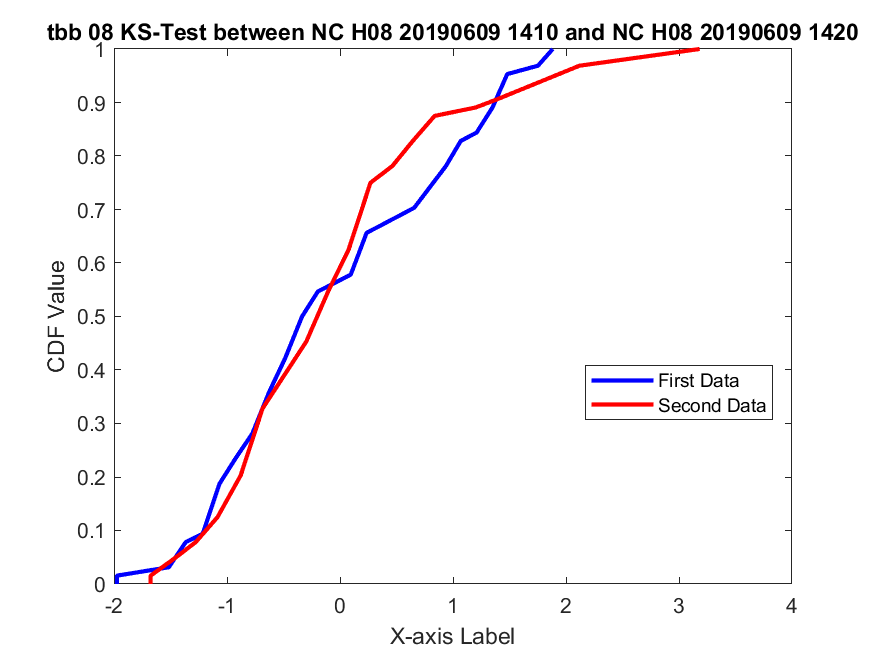 tbb 08 KS-Test between NC H08 20190609 1410 and NC H08 20190609 1420
1
0.9
0.8
0.7
0.6
0.5
0.4
0.3
0.2
0.1
0
CDF Value
First Data
Second Data
-2 -1 0 1 2 3 4
X-axis Label